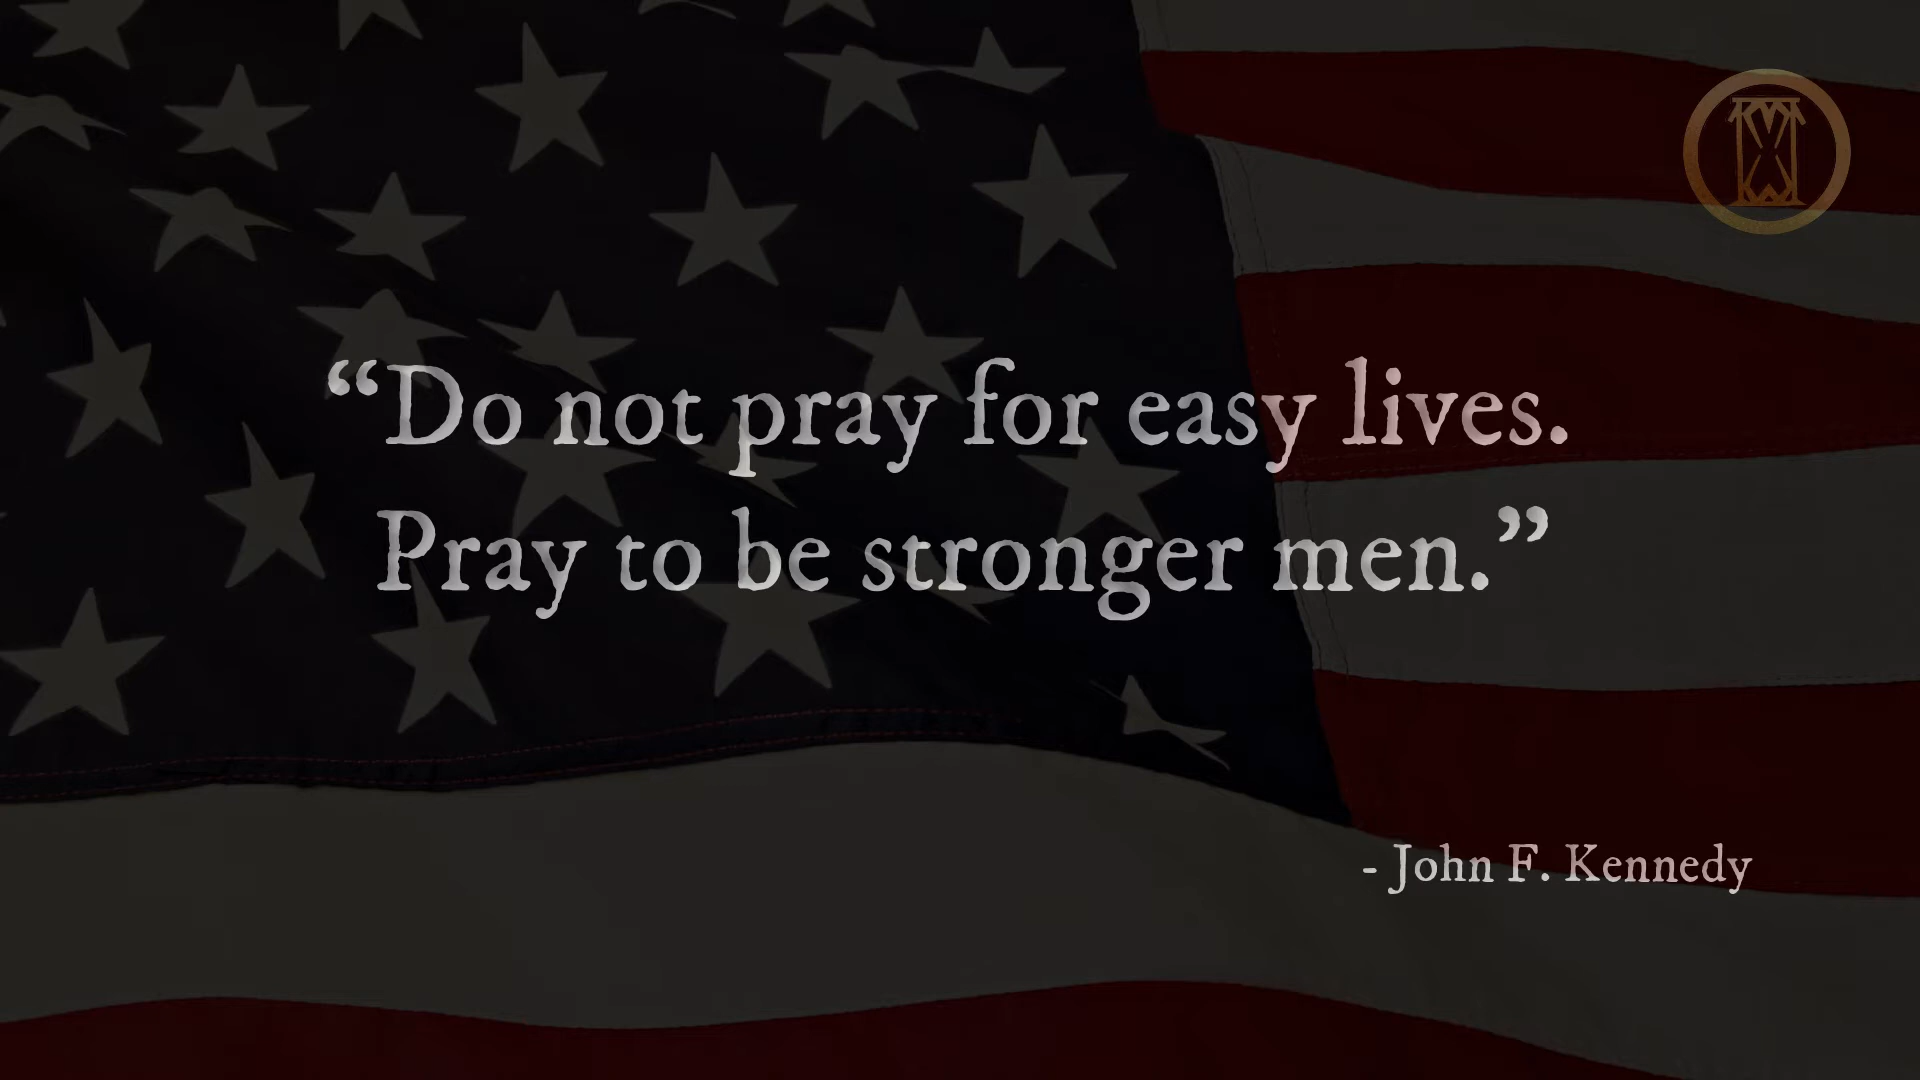 “Do not pray for easy lives.
Pray to be stronger men.”
- John F. Kennedy